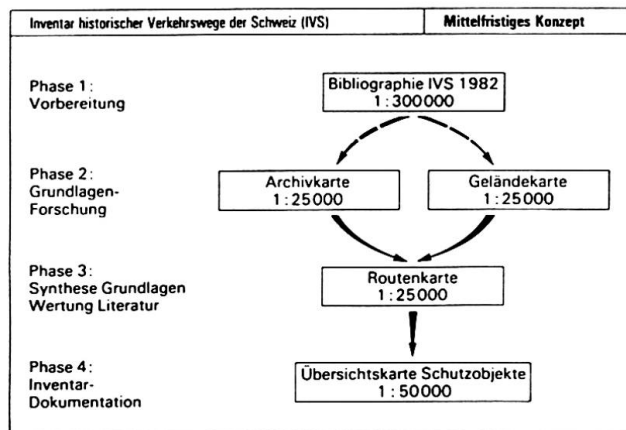 Inventar historischer Verkehrswege der Schweiz (IVS)
Mittelfristiges Konzept
Phase 1:
Vorbereitung
Bibliographie IVS 1982
1:300000
Phase 2:
Grundlagen-
Forschung
Archivkarte
1:25000
Geländekarte
1:25000
Phase 3:
Synthese Grundlagen
Wertung Literatur
Routenkarte
1:25000
Phase 4:
Inventar-
Dokumentation
Übersichtskarte Schutzobjekte
1:50000